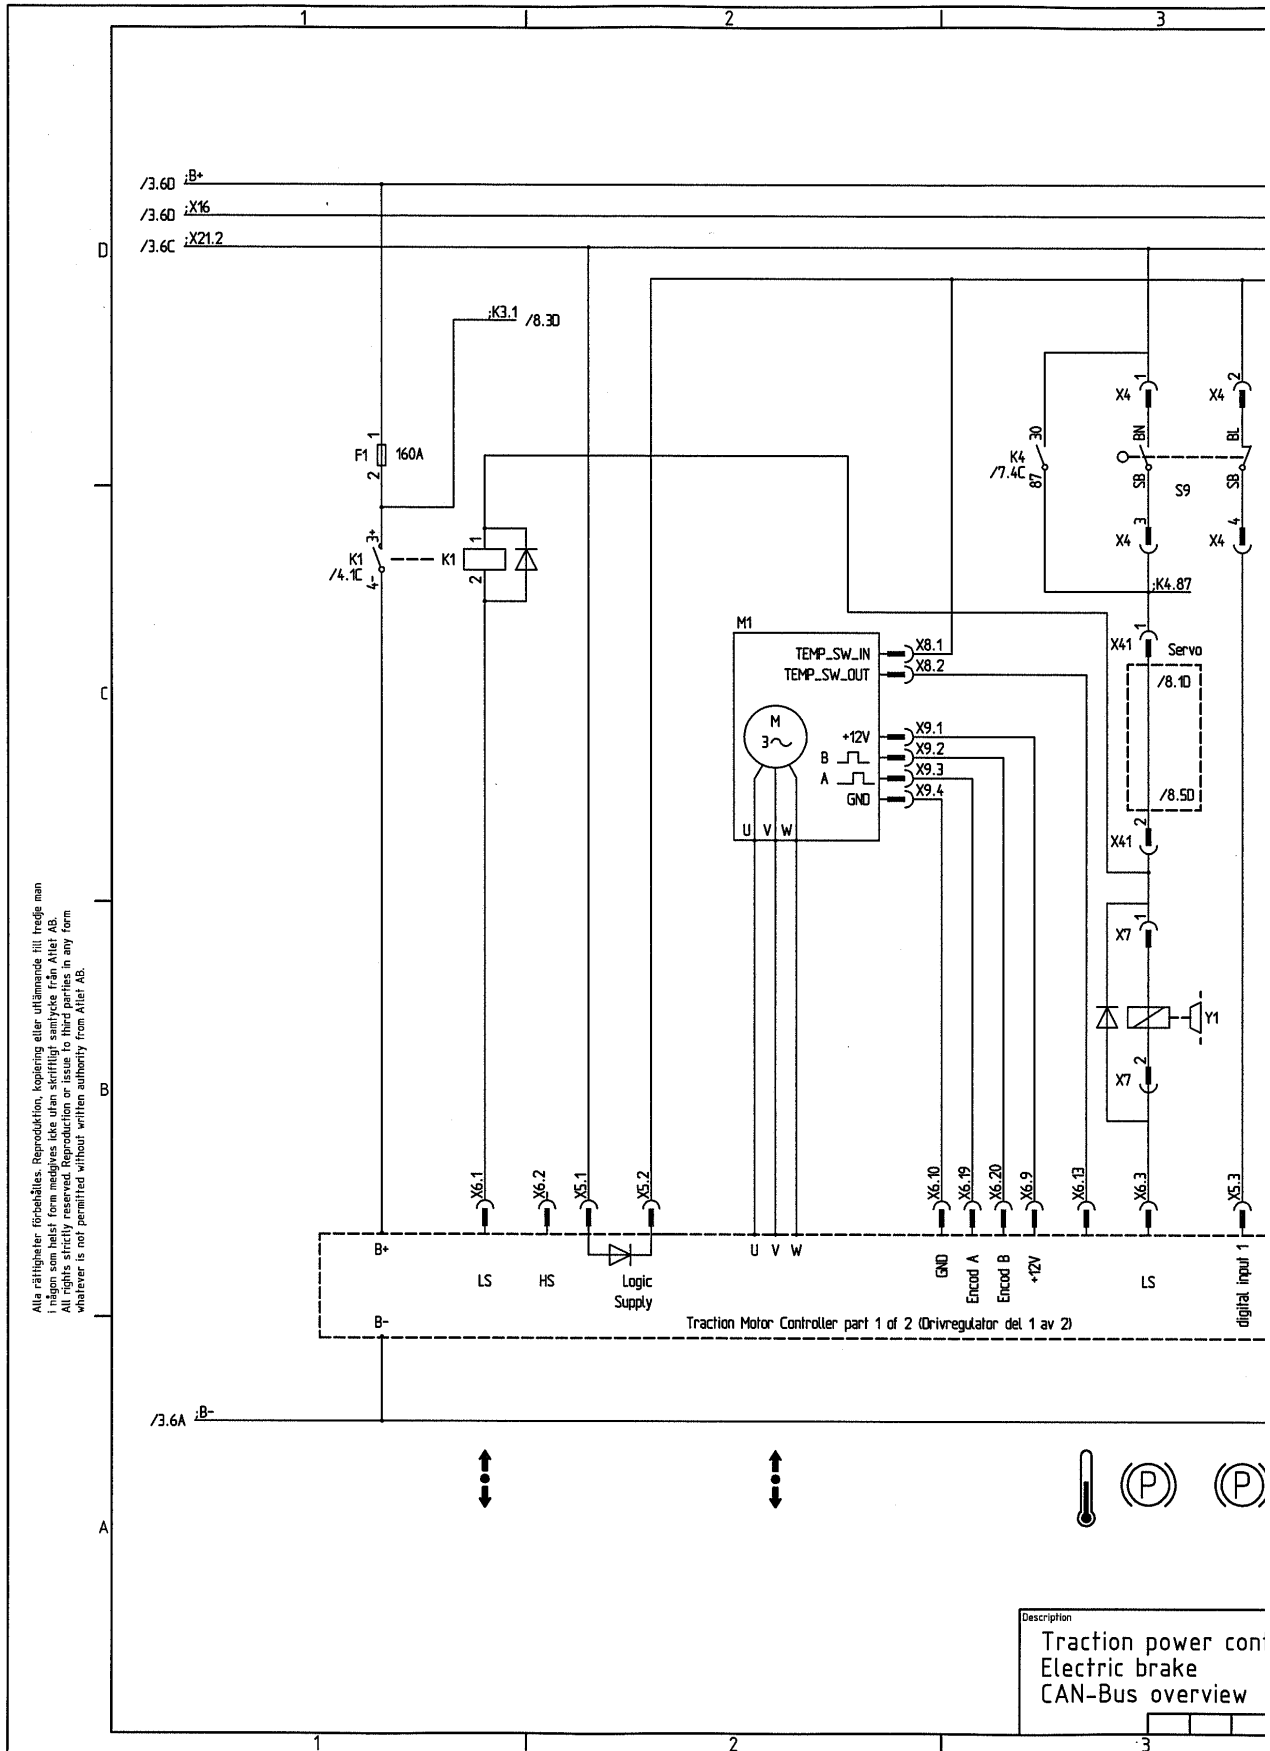 1 2 3
/3.6D ;B+
/3.6D ;X16
D /3.6C ;X21.2
;K3.1 /8.3D
X4 1 X4 2
F1 1 2 160A
K4 /7.4C 30 87
BN BL
SB SB
S9
K1 /4.1C 3+ 4-
K1 1 2
X4 3 X4 4
;K4.87
M1
TEMP_SW_IN X8.1
TEMP_SW_OUT X8.2
X41 1 Servo
/8.1D
C
M
3~
+12V X9.1
B X9.2
A X9.3
GND X9.4
/8.5D
U V W
X41 2
X7 1
Y1
X7 2
B
Alla rättigheter förbehålles. Reproduktion, kopiering eller utlämnande till tredje man
i någon som helst form medgives icke utan skriftligt samtycke från Atlet AB.
All rights strictly reserved. Reproduction or issue to third parties in any form
whatever is not permitted without written authority from Atlet AB.
X6.1 X6.2 X5.1 X5.2 X6.10 X6.19 X6.20 X6.9 X6.13 X6.3 X5.3
B+ U V W
LS HS Logic
Supply
GND Encod A Encod B +12V LS digital input 1
B- Traction Motor Controller part 1 of 2 (Drivregulator del 1 av 2)
/3.6A ;B-
P P
A
Description
Traction power cont
Electric brake
CAN-Bus overview
1 2 3